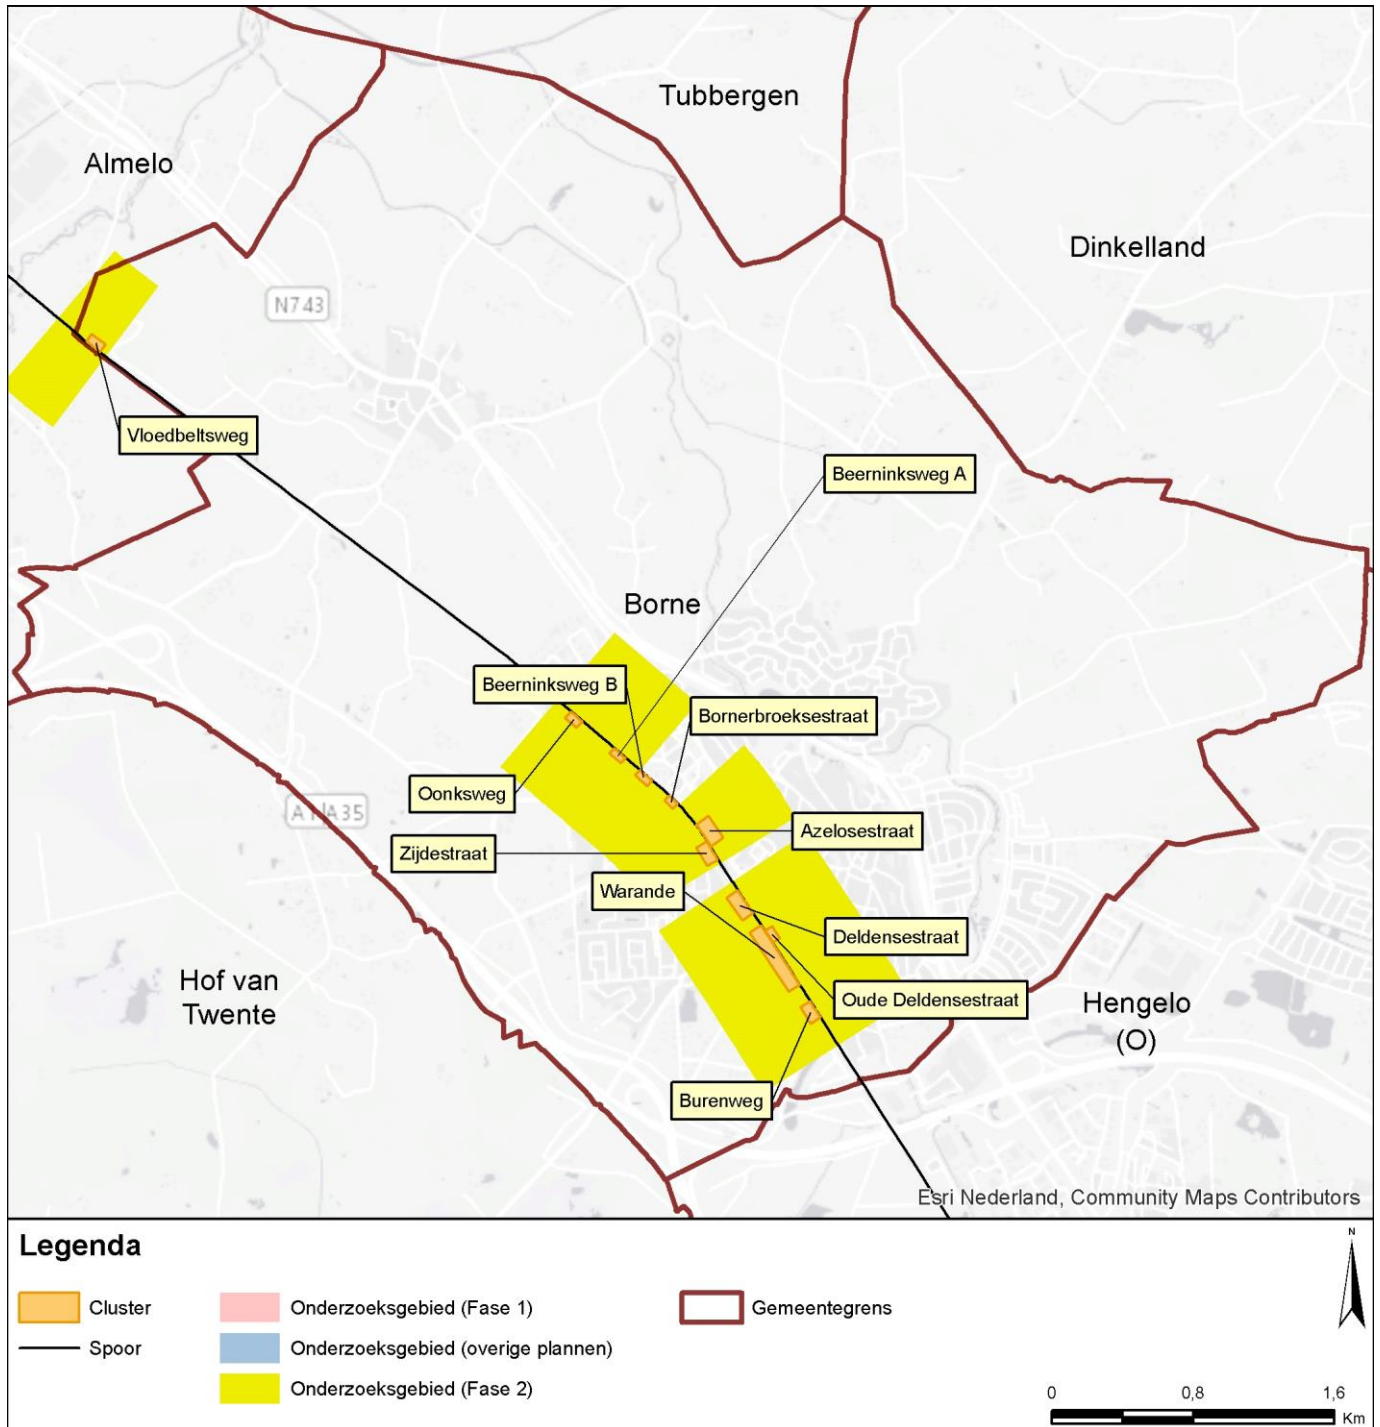 Tubbergen
Almelo
Dinkelland
N743
Vloedbeltsweg
Beerninksweg A
Borne
Beerninksweg B
Bornerbroeksestraat
Oonksweg
A1/A35
Azelosestraat
Zijdestraat
Warande
Deldensestraat
Hof van
Twente
Oude Deldensestraat
Hengelo
(O)
Burenweg
Esri Nederland, Community Maps Contributors
Legenda
N
Cluster
Onderzoeksgebied (Fase 1)
Gemeentegrens
Spoor
Onderzoeksgebied (overige plannen)
Onderzoeksgebied (Fase 2)
0 0,8 1,6
Km